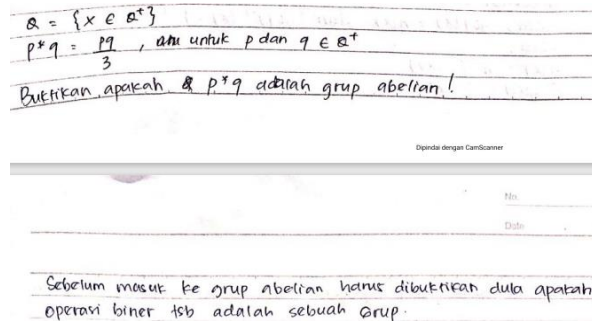 Q = {x ∈ Q⁺}
p*q = pq/3 , untuk p dan q ∈ Q⁺
Buktikan apakah p*q adalah grup abelian!
Dipindai dengan CamScanner
No.
Date
Sebelum masuk ke grup abelian harus dibuktikan dulu apakah
operasi biner tsb adalah sebuah Grup.